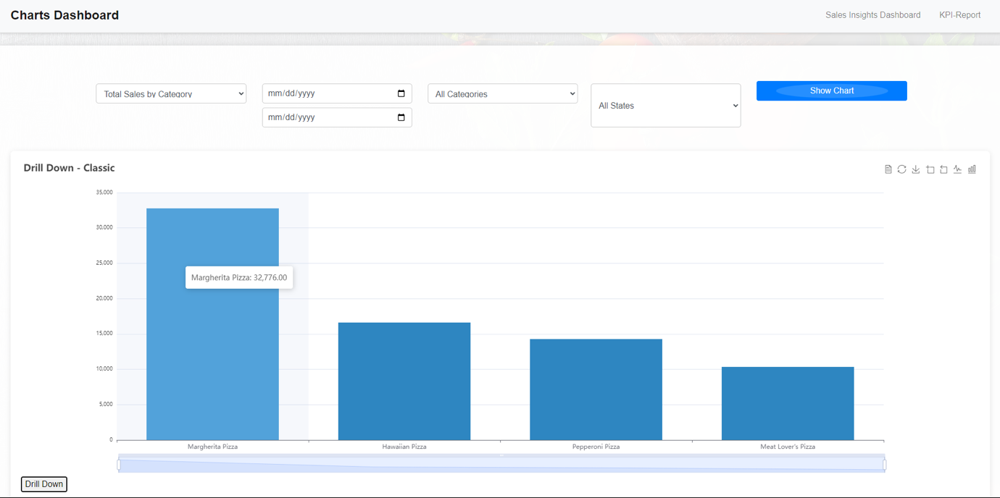 Charts Dashboard
Sales Insights Dashboard
KPI-Report
Total Sales by Category
mm/dd/yyyy
mm/dd/yyyy
All Categories
All States
Show Chart
Drill Down - Classic
35,000
30,000
25,000
20,000
15,000
10,000
5,000
0
Margherita Pizza: 32,776.00
Margherita Pizza
Hawaiian Pizza
Pepperoni Pizza
Meat Lover's Pizza
Drill Down